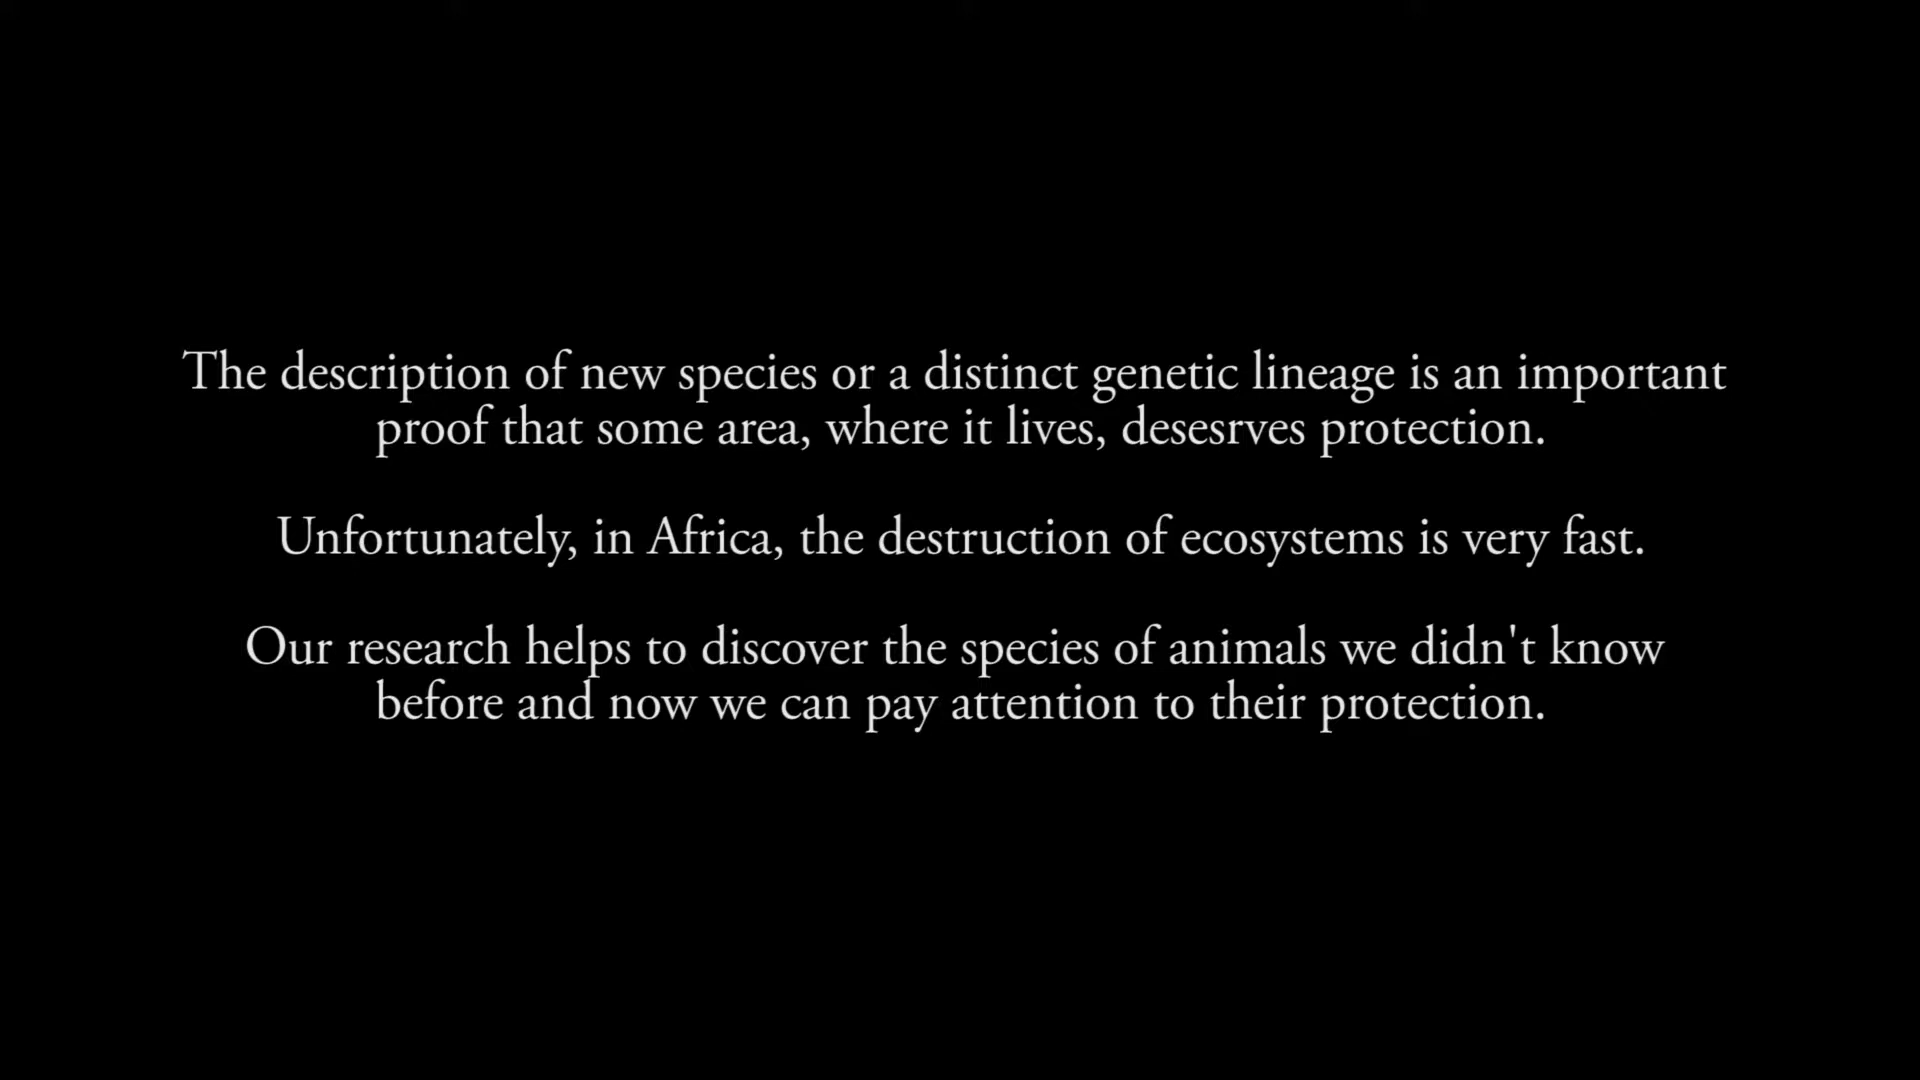 The description of new species or a distinct genetic lineage is an important
proof that some area, where it lives, desesrves protection.
Unfortunately, in Africa, the destruction of ecosystems is very fast.
Our research helps to discover the species of animals we didn't know
before and now we can pay attention to their protection.